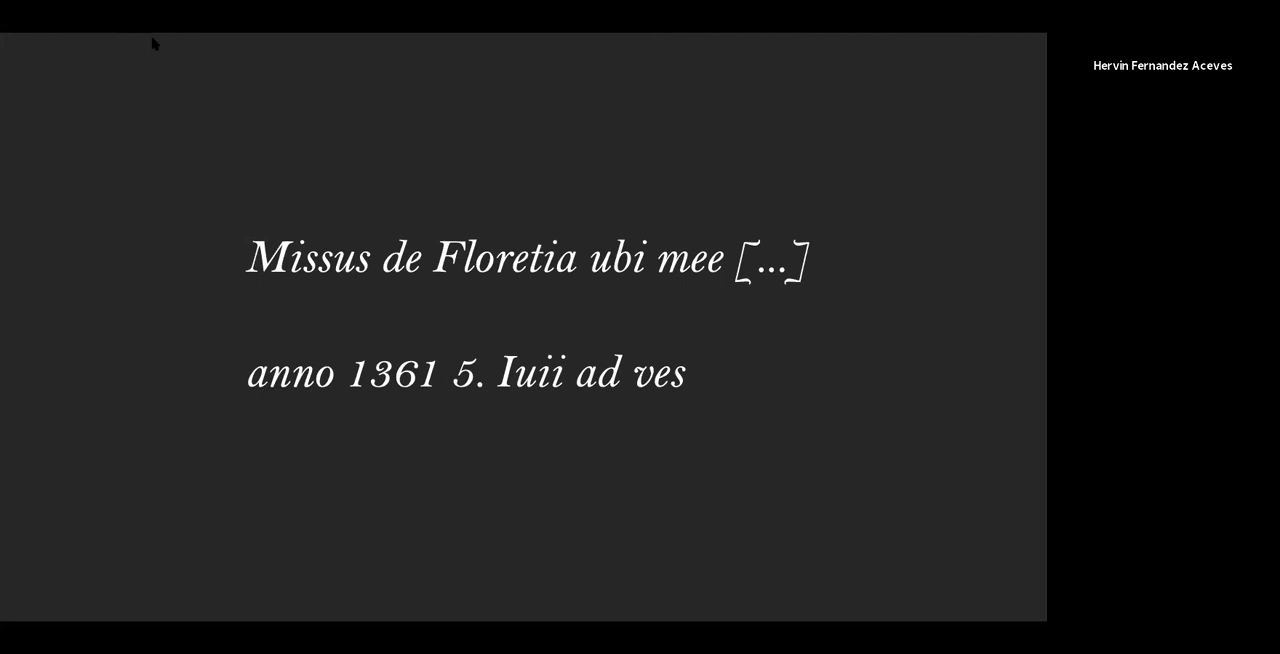 Hervin Fernandez Aceves
Missus de Floretia ubi mee [...]
anno 1361 5. Iuii ad ves